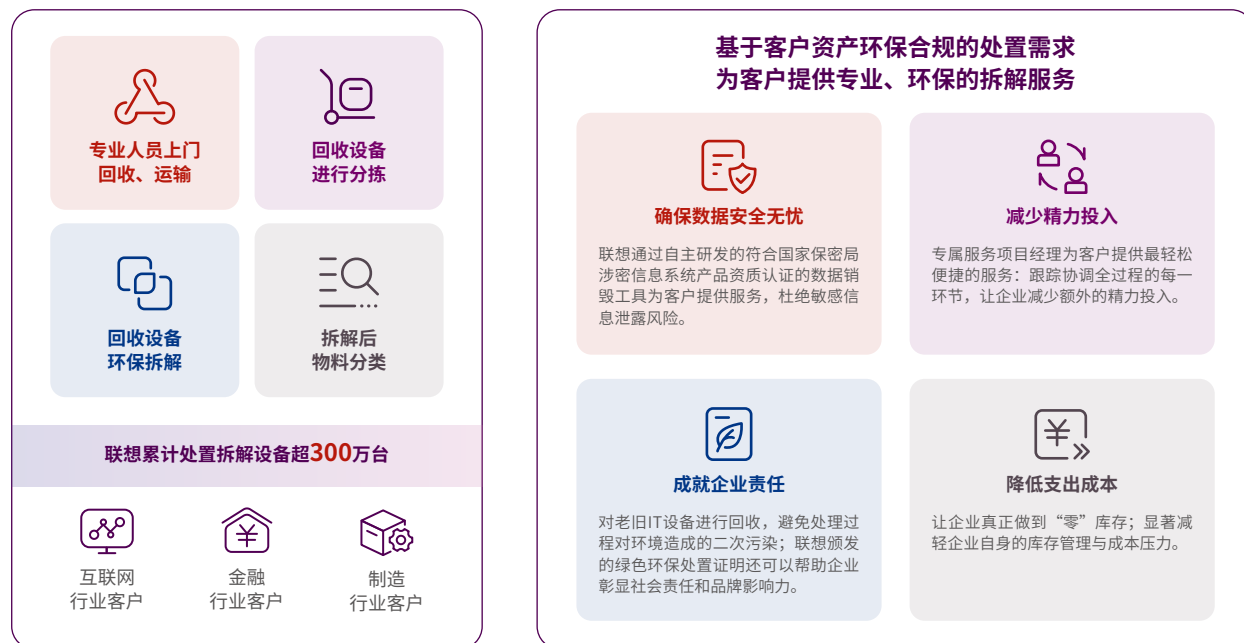 专业人员上门
回收、运输
回收设备
进行分拣
回收设备
环保拆解
拆解后
物料分类
联想累计处置拆解设备超300万台
互联网
行业客户
金融
行业客户
制造
行业客户
基于客户资产环保合规的处置需求
为客户提供专业、环保的拆解服务
确保数据安全无忧
联想通过自主研发的符合国家保密局
涉密信息系统产品资质认证的数据销
毁工具为客户提供服务，杜绝敏感信
息泄露风险。
减少精力投入
专属服务项目经理为客户提供最轻松
便捷的服务：跟踪协调全过程的每一
环节，让企业减少额外的精力投入。
成就企业责任
对老旧IT设备进行回收，避免处理过
程对环境造成的二次污染；联想颁发
的绿色环保处置证明还可以帮助企业
彰显社会责任和品牌影响力。
降低支出成本
让企业真正做到“零”库存；显著减
轻企业自身的库存管理与成本压力。